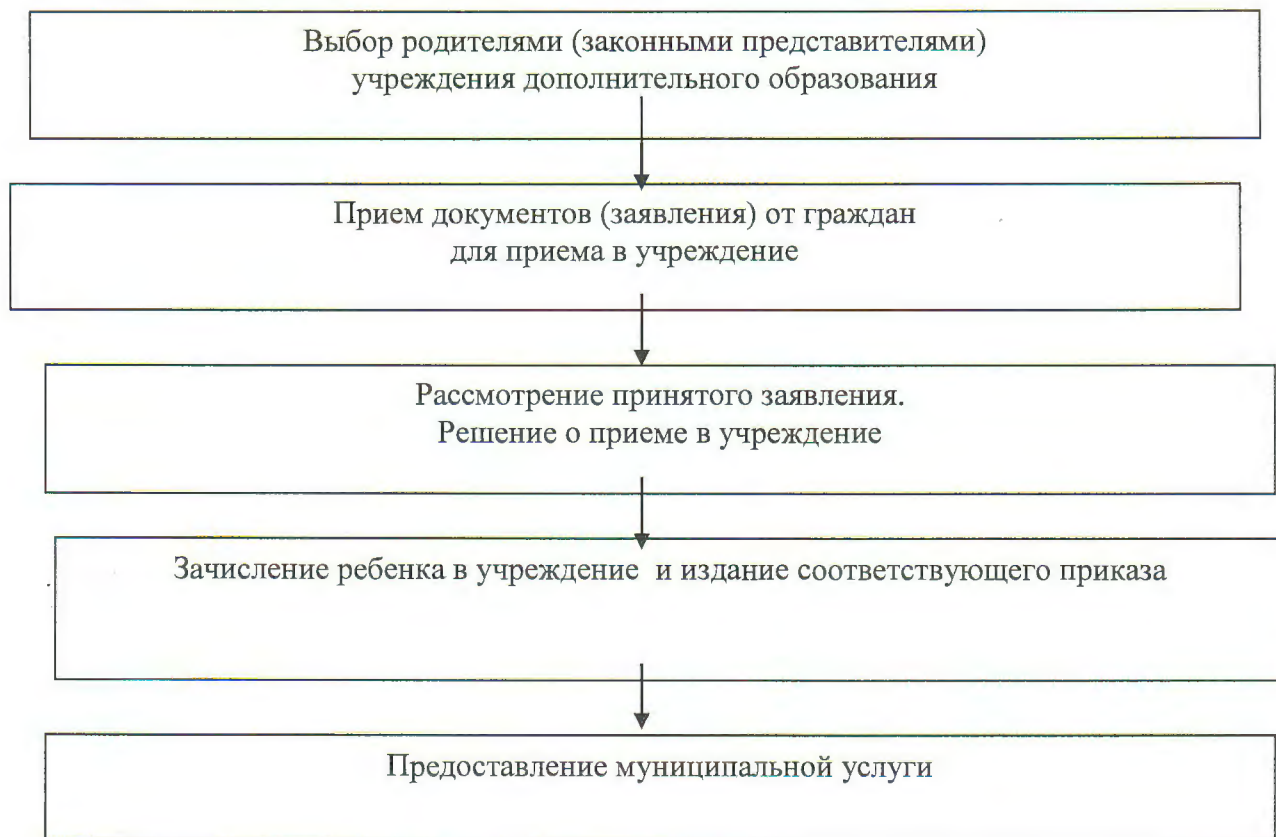 Выбор родителями (законными представителями)
учреждения дополнительного образования
Прием документов (заявления) от граждан
для приема в учреждение
Рассмотрение принятого заявления.
Решение о приеме в учреждение
Зачисление ребенка в учреждение и издание соответствующего приказа
Предоставление муниципальной услуги